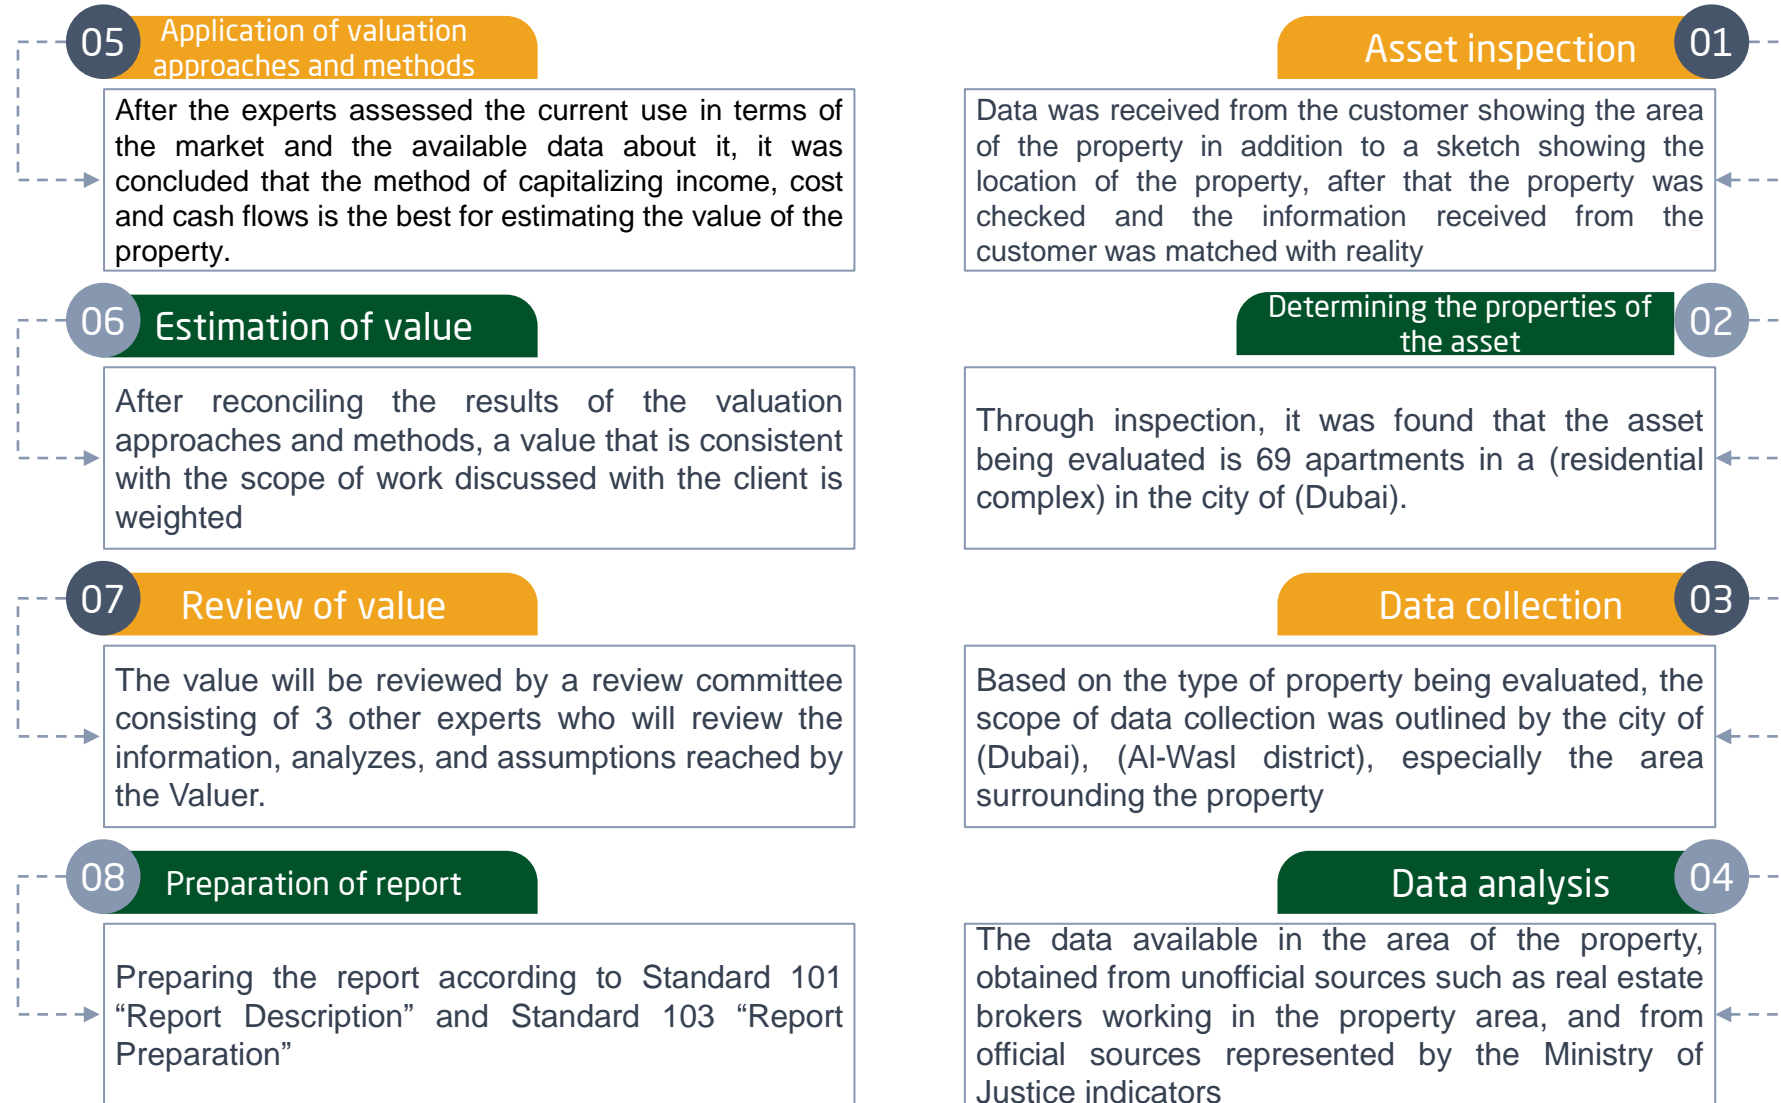 01
Asset inspection
Data was received from the customer showing the area
of the property in addition to a sketch showing the
location of the property, after that the property was
checked and the information received from the
customer was matched with reality
02
Determining the properties of
the asset
Through inspection, it was found that the asset
being evaluated is 69 apartments in a (residential
complex) in the city of (Dubai).
03
Data collection
Based on the type of property being evaluated, the
scope of data collection was outlined by the city of
(Dubai), (Al-Wasl district), especially the area
surrounding the property
04
Data analysis
The data available in the area of the property,
obtained from unofficial sources such as real estate
brokers working in the property area, and from
official sources represented by the Ministry of
Justice indicators
05
Application of valuation
approaches and methods
After the experts assessed the current use in terms of
the market and the available data about it, it was
concluded that the method of capitalizing income, cost
and cash flows is the best for estimating the value of the
property.
06
Estimation of value
After reconciling the results of the valuation
approaches and methods, a value that is consistent
with the scope of work discussed with the client is
weighted
07
Review of value
The value will be reviewed by a review committee
consisting of 3 other experts who will review the
information, analyzes, and assumptions reached by
the Valuer.
08
Preparation of report
Preparing the report according to Standard 101
“Report Description” and Standard 103 “Report
Preparation”